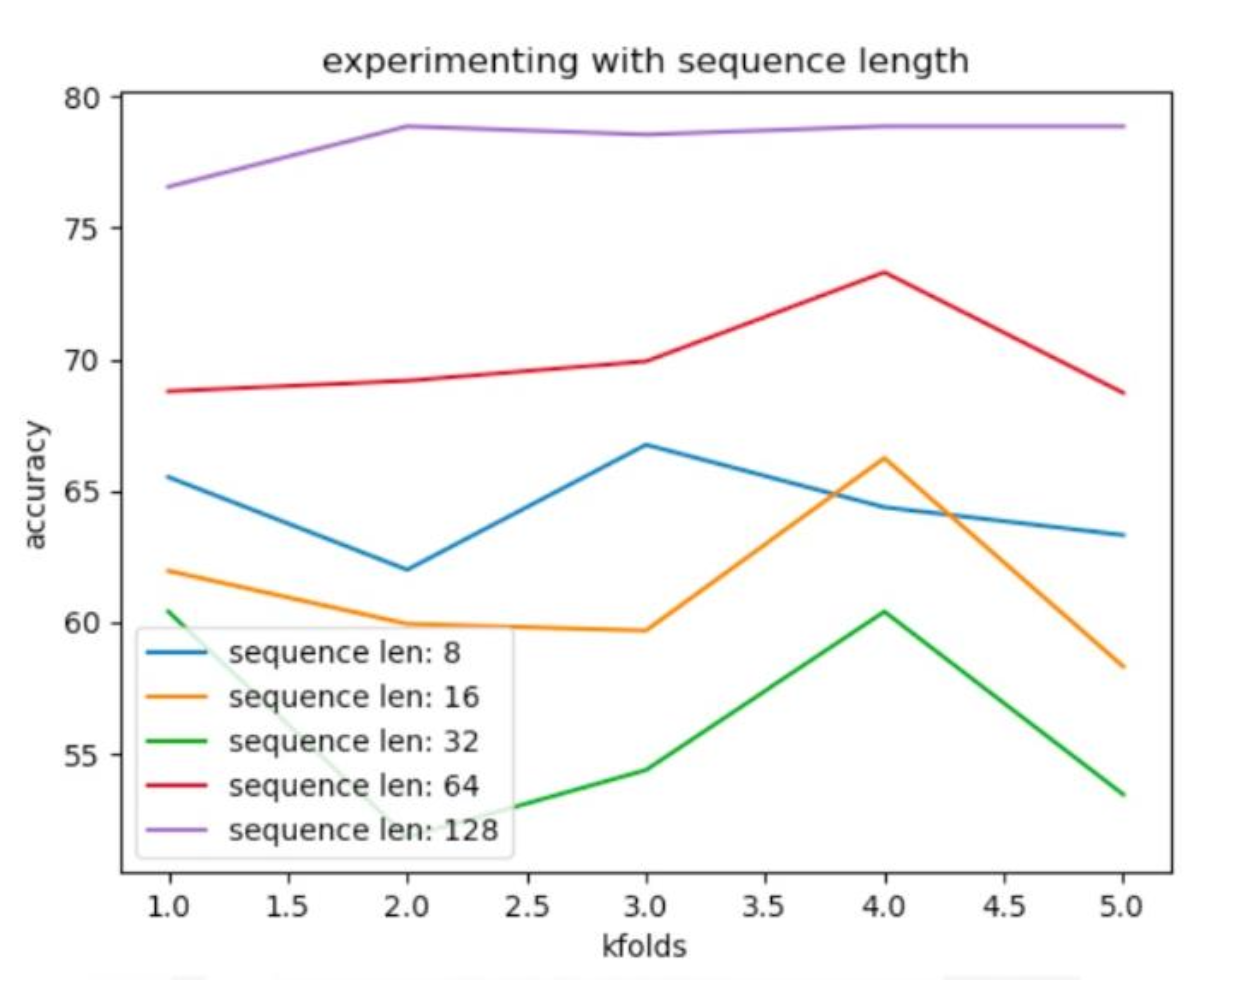 experimenting with sequence length
80
75
70
65
60
55
accuracy
sequence len: 8
sequence len: 16
sequence len: 32
sequence len: 64
sequence len: 128
1.0 1.5 2.0 2.5 3.0 3.5 4.0 4.5 5.0
kfolds